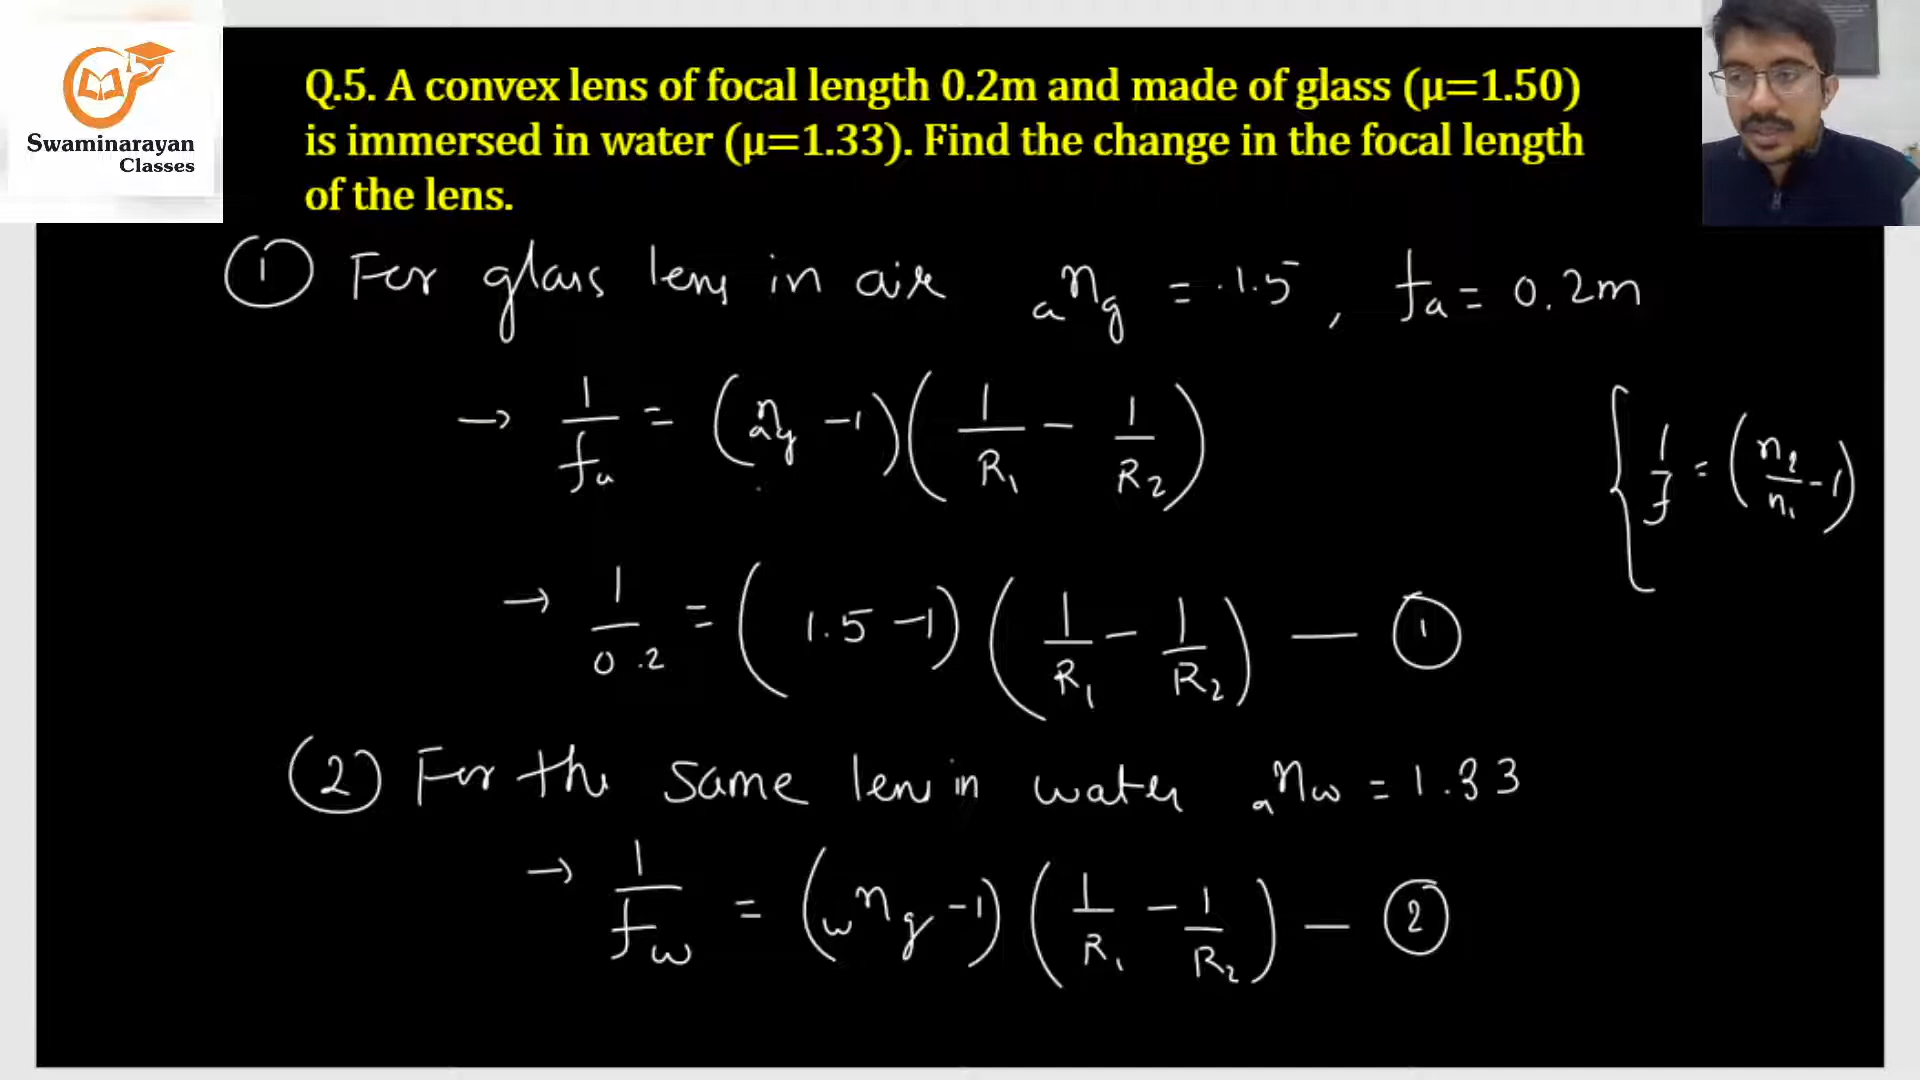 Swaminarayan
Classes
Q.5. A convex lens of focal length 0.2m and made of glass (μ=1.50)
is immersed in water (μ=1.33). Find the change in the focal length
of the lens.
① For glass lens in air ₐn_g = 1.5, fₐ = 0.2m
→ 1/fₐ = (ₐn_g − 1)(1/R₁ − 1/R₂)
{ 1/f = (n₂/n₁ − 1)
→ 1/0.2 = (1.5 − 1)(1/R₁ − 1/R₂) — ①
(2) For the same lens in water ₐn_w = 1.33
→ 1/f_w = (_wn_g − 1)(1/R₁ − 1/R₂) — ②